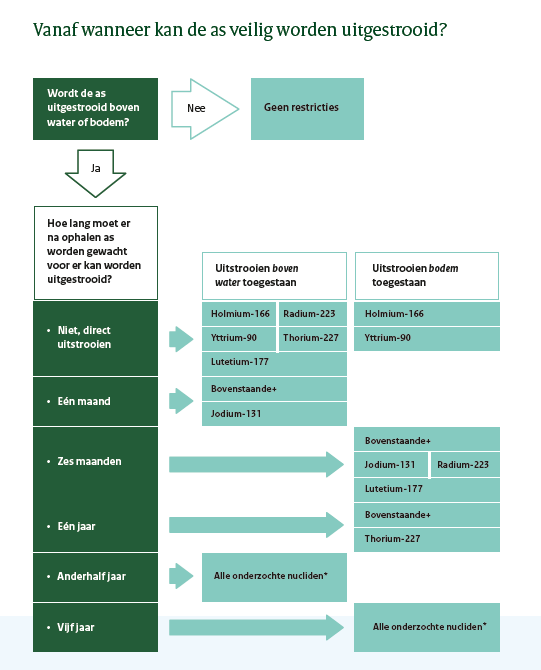 Vanaf wanneer kan de as veilig worden uitgestrooid?
Wordt de as
uitgestrooid boven
water of bodem?
Nee
Geen restricties
Ja
Hoe lang moet er
na ophalen as
worden gewacht
voor er kan worden
uitgestrooid?
Uitstrooien boven
water toegestaan
Uitstrooien bodem
toegestaan
• Niet, direct
uitstrooien
Holmium-166
Radium-223
Yttrium-90
Thorium-227
Lutetium-177
Holmium-166
Yttrium-90
• Eén maand
Bovenstaande+
Jodium-131
• Zes maanden
Bovenstaande+
Jodium-131
Radium-223
Lutetium-177
• Eén jaar
Bovenstaande+
Thorium-227
• Anderhalf jaar
Alle onderzochte nucliden*
• Vijf jaar
Alle onderzochte nucliden*